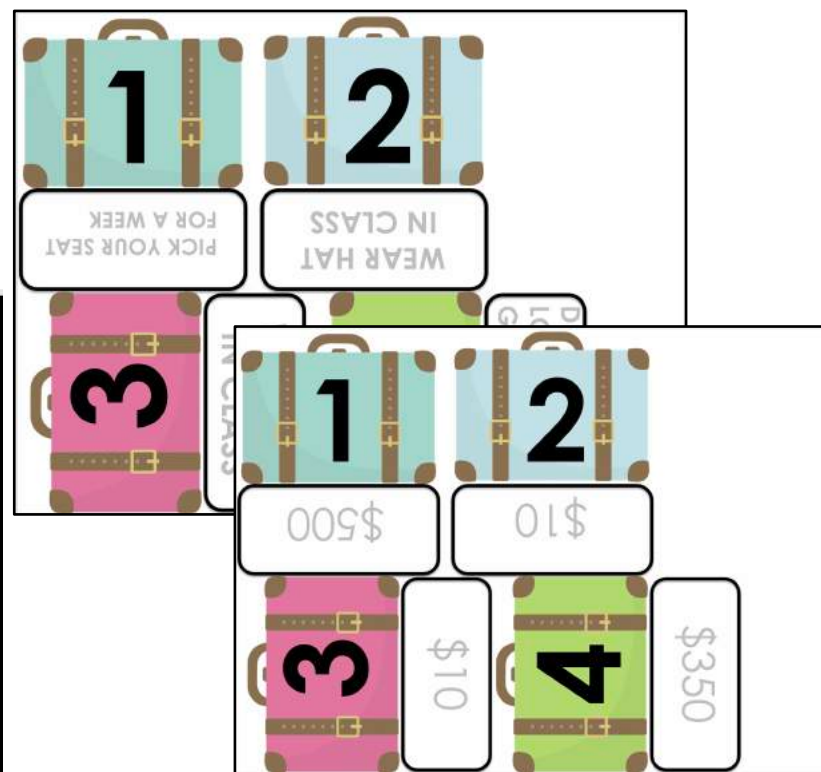 1
2
PICK YOUR SEAT
FOR A WEEK
WEAR HAT
IN CLASS
3
IN CLASS
1
2
$500
$10
3
$10
4
$350